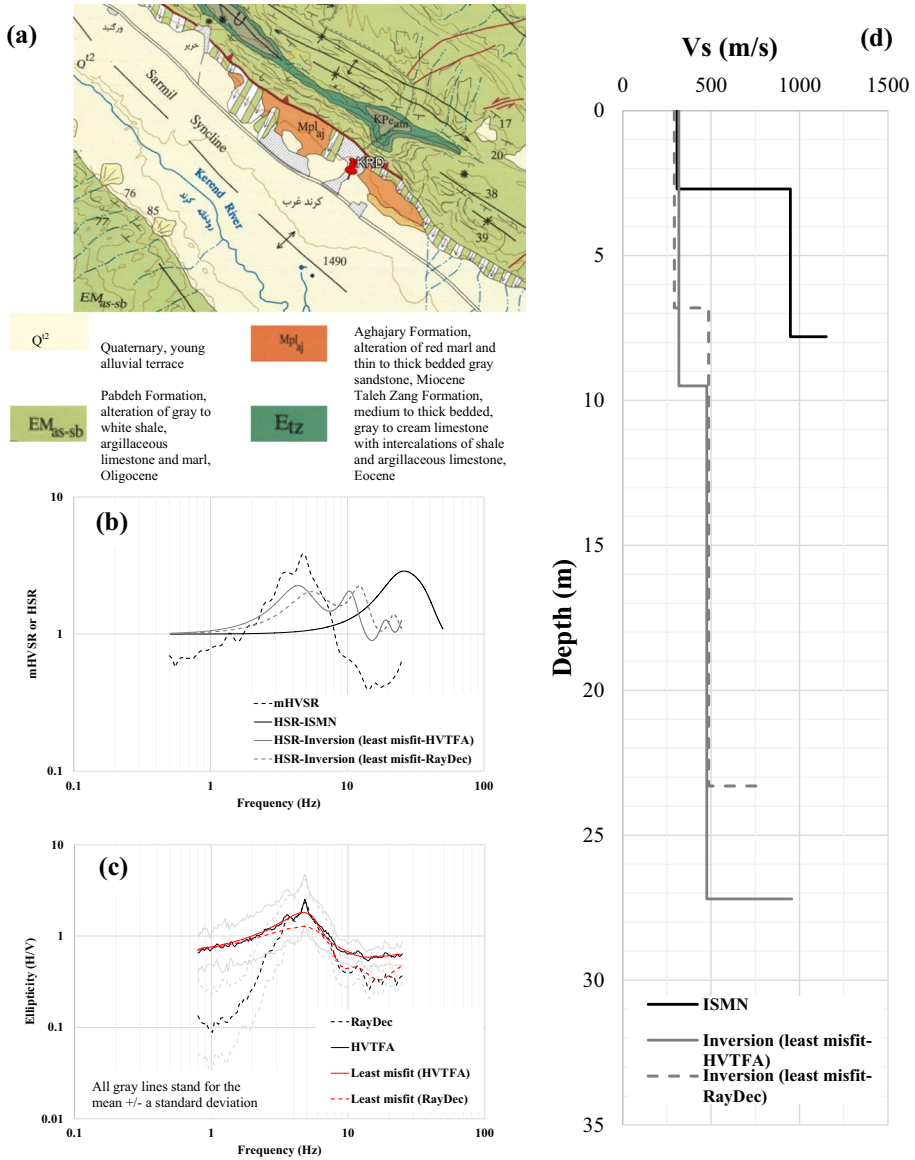 (a)
ورگنید
حریر
U
Q^t2
Sarmil
Syncline
Mpl_aj
KPe_am
KRD
17
20
38
39
Kerend River
رودخانه کرند
کرند غرب
76
85
77
1490
EM_as-sb
Q^t2
Quaternary, young
alluvial terrace
Mpl_aj
Aghajary Formation,
alteration of red marl and
thin to thick bedded gray
sandstone, Miocene
EM_as-sb
Pabdeh Formation,
alteration of gray to
white shale,
argillaceous
limestone and marl,
Oligocene
E_tz
Taleh Zang Formation,
medium to thick bedded,
gray to cream limestone
with intercalations of shale
and argillaceous limestone,
Eocene
(b)
mHVSR or HSR
10
1
0.1
mHVSR
HSR-ISMN
HSR-Inversion (least misfit-HVTFA)
HSR-Inversion (least misfit-RayDec)
0.1 1 10 100
Frequency (Hz)
(c)
Ellipticity (H/V)
10
1
0.1
0.01
RayDec
HVTFA
Least misfit (HVTFA)
Least misfit (RayDec)
All gray lines stand for the
mean +/- a standard deviation
0.1 1 10 100
Frequency (Hz)
Vs (m/s)
(d)
0 500 1000 1500
Depth (m)
0
5
10
15
20
25
30
35
ISMN
Inversion (least misfit-
HVTFA)
Inversion (least misfit-
RayDec)